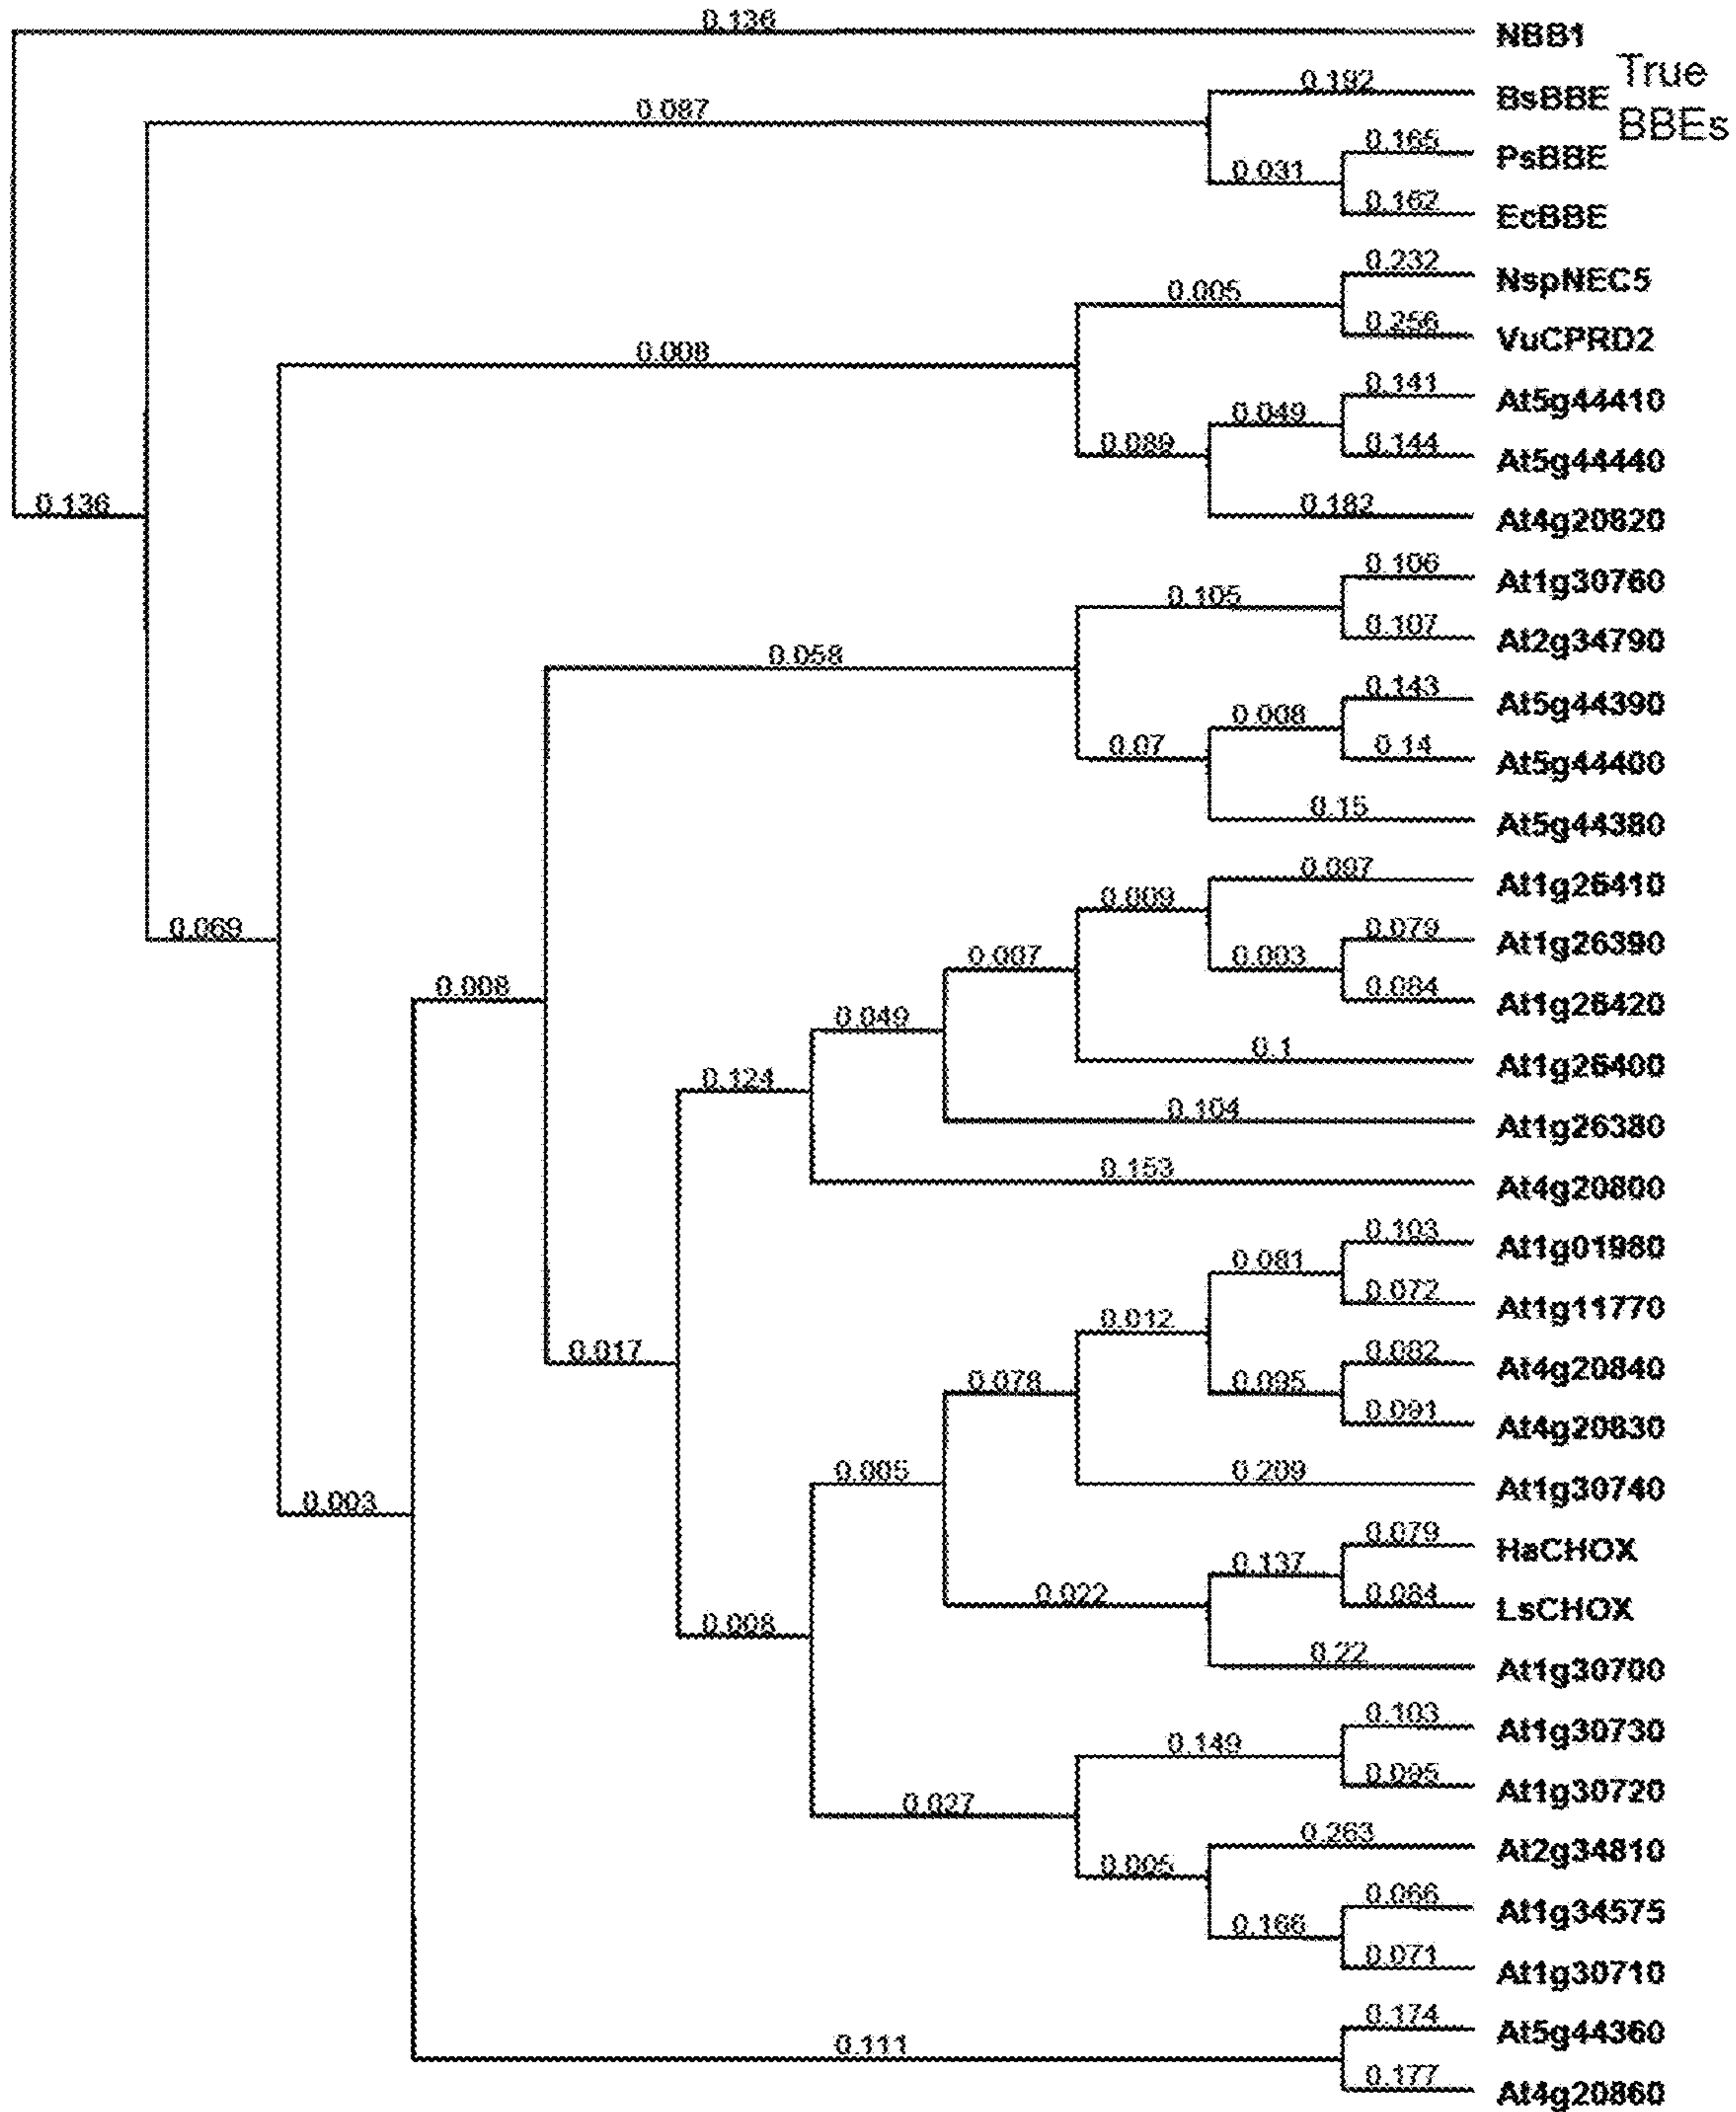 0.136
NBB1
True
BBEs
0.182
BsBBE
0.087
0.165
PsBBE
0.031
0.162
EcBBE
0.232
NspNEC5
0.005
0.256
VuCPRD2
0.008
0.141
At5g44410
0.049
0.144
At5g44440
0.089
0.182
At4g20820
0.136
0.106
At1g30760
0.105
0.107
At2g34790
0.058
0.143
At5g44390
0.008
0.14
At5g44400
0.07
0.15
At5g44380
0.097
At1g26410
0.009
0.079
At1g26390
0.069
0.007
0.003
0.084
At1g26420
0.008
0.049
0.1
At1g26400
0.124
0.104
At1g26380
0.153
At4g20800
0.103
At1g01980
0.081
0.072
At1g11770
0.012
0.082
At4g20840
0.017
0.078
0.095
0.091
At4g20830
0.005
0.209
At1g30740
0.003
0.079
HaCHOX
0.137
0.084
LsCHOX
0.022
0.008
0.22
At1g30700
0.103
At1g30730
0.149
0.095
At1g30720
0.027
0.263
At2g34810
0.005
0.066
At1g34575
0.166
0.071
At1g30710
0.174
At5g44360
0.111
0.177
At4g20860